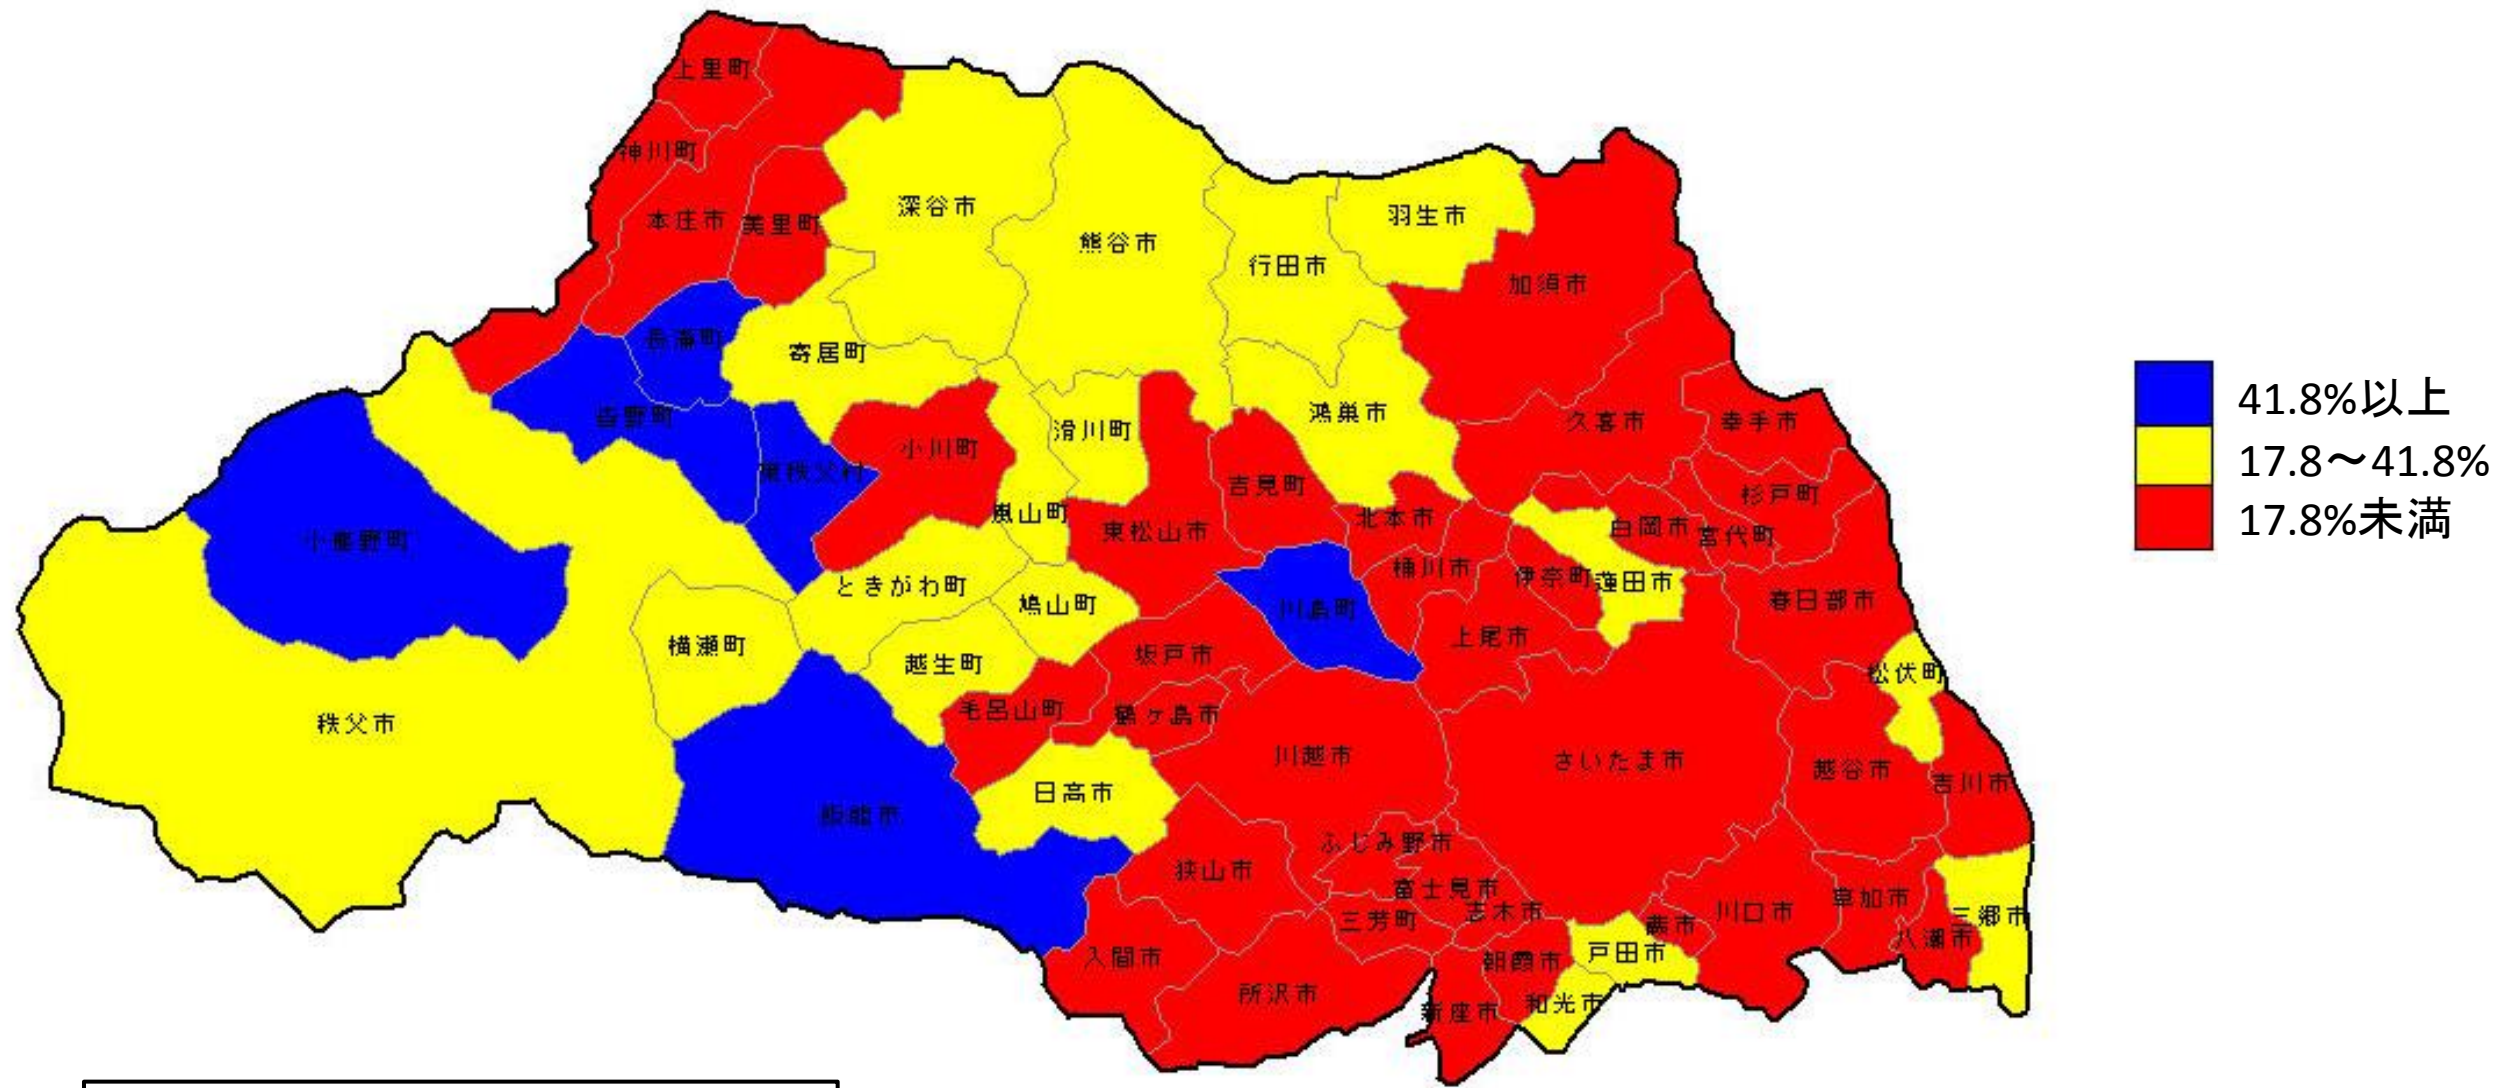 上里町
神川町
本庄市
美里町
深谷市
熊谷市
行田市
羽生市
加須市
長瀞町
皆野町
寄居町
東秩父村
小川町
嵐山町
滑川町
鴻巣市
久喜市
幸手市
小鹿野町
東松山市
吉見町
北本市
白岡市
宮代町
杉戸町
ときがわ町
鳩山町
川島町
桶川市
伊奈町
蓮田市
春日部市
秩父市
横瀬町
越生町
毛呂山町
坂戸市
鶴ヶ島市
上尾市
松伏町
飯能市
日高市
川越市
さいたま市
越谷市
吉川市
狭山市
ふじみ野市
富士見市
三芳町
志木市
入間市
所沢市
新座市
朝霞市
和光市
戸田市
蕨市
川口市
草加市
八潮市
三郷市
41.8%以上
17.8～41.8%
17.8%未満